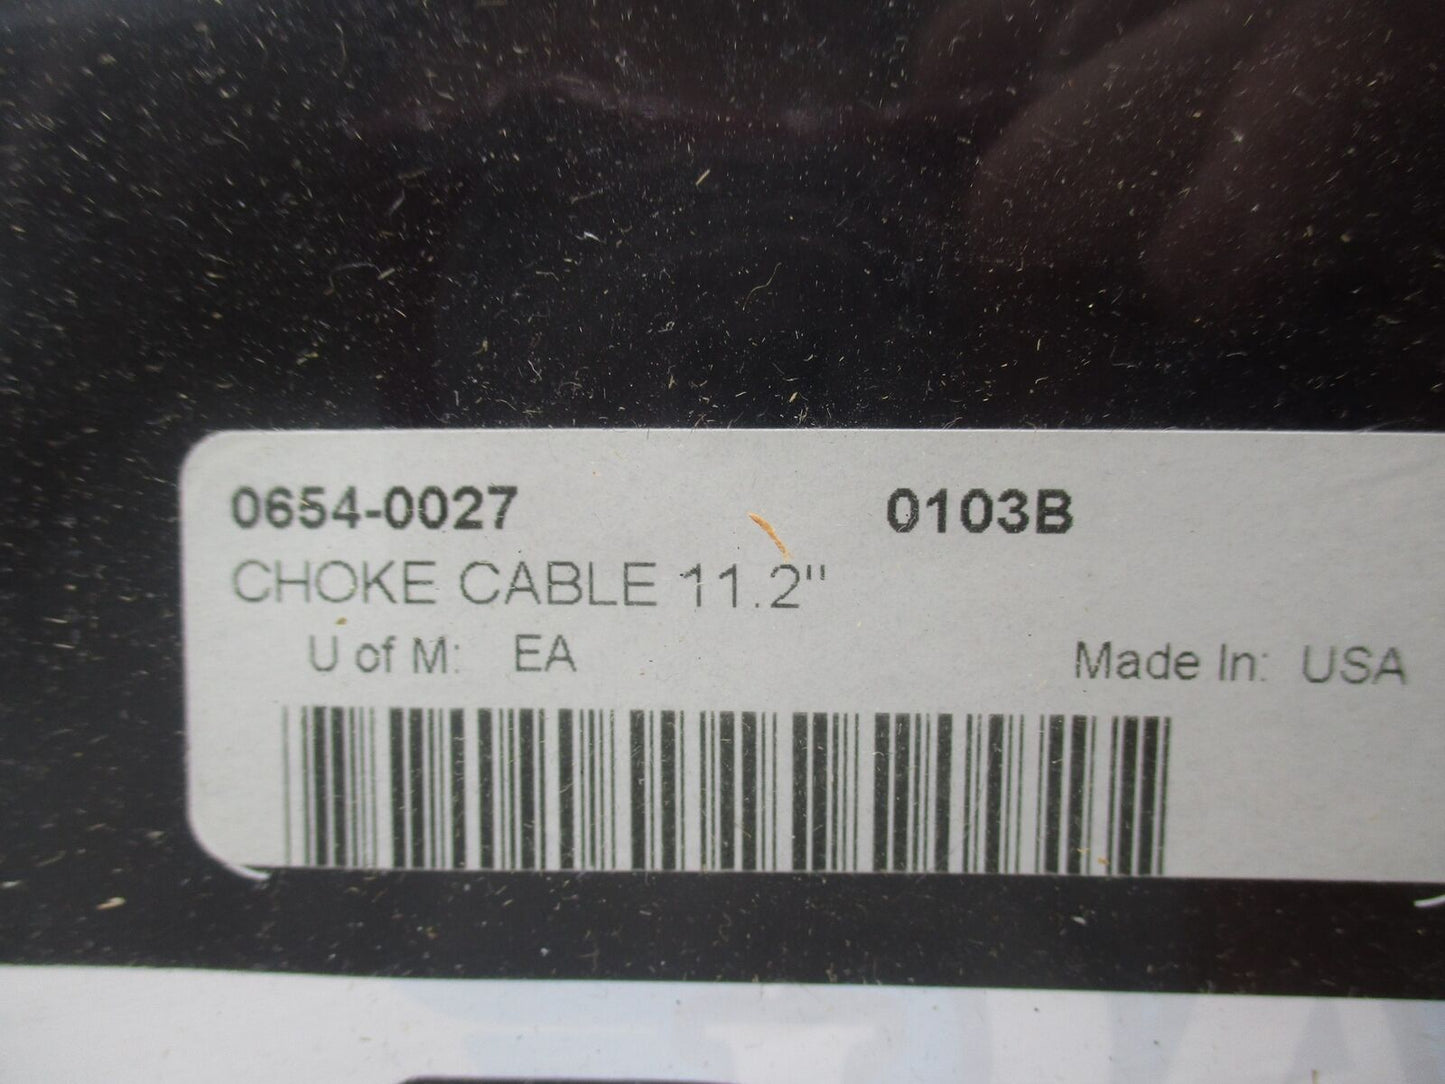 0654-0027 0103B
CHOKE CABLE 11.2"
U of M: EA Made In: USA